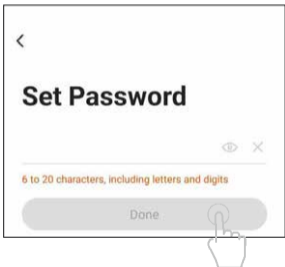 Set Password
6 to 20 characters, including letters and digits
Done